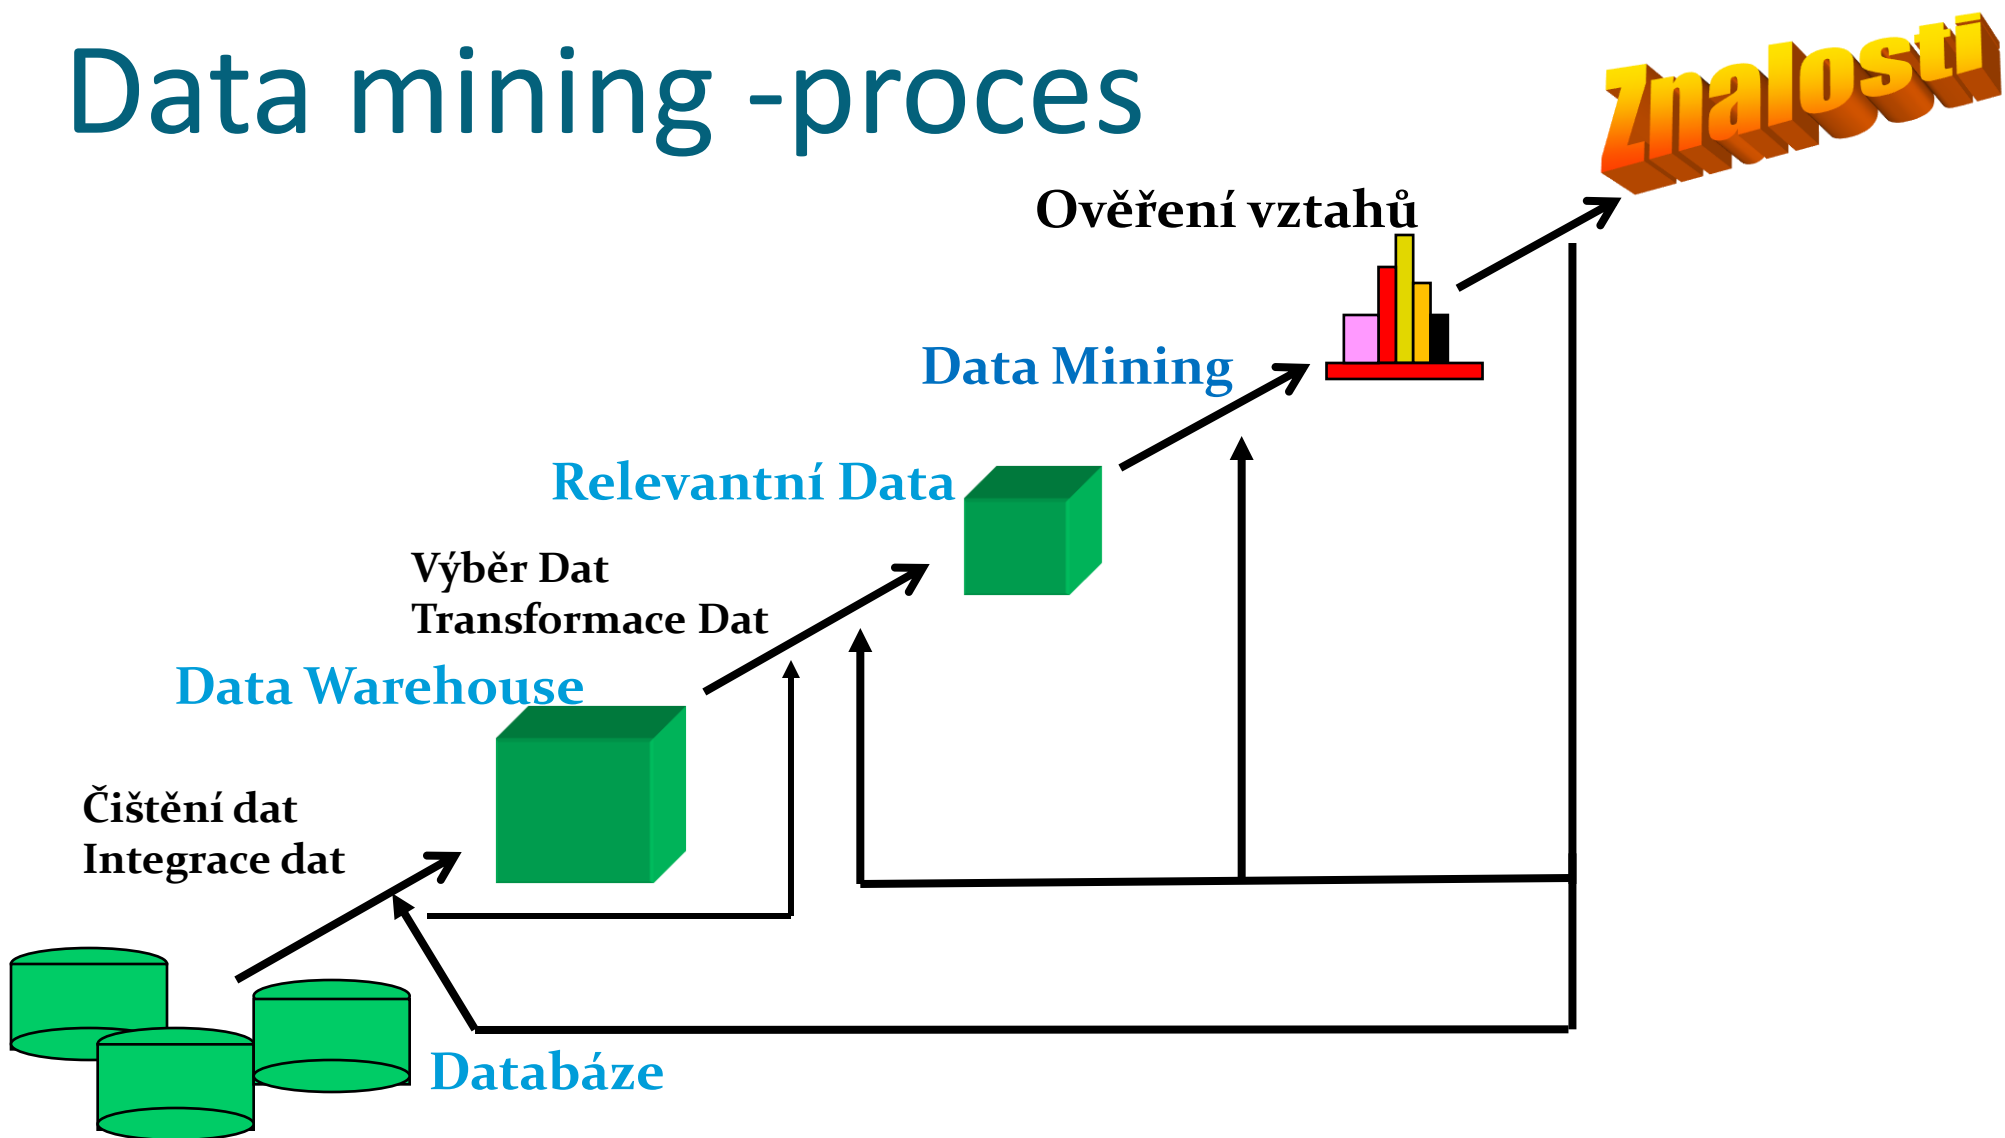 Data mining -proces
Znalosti
Ověření vztahů
Data Mining
Relevantní Data
Výběr Dat
Transformace Dat
Data Warehouse
Čištění dat
Integrace dat
Databáze